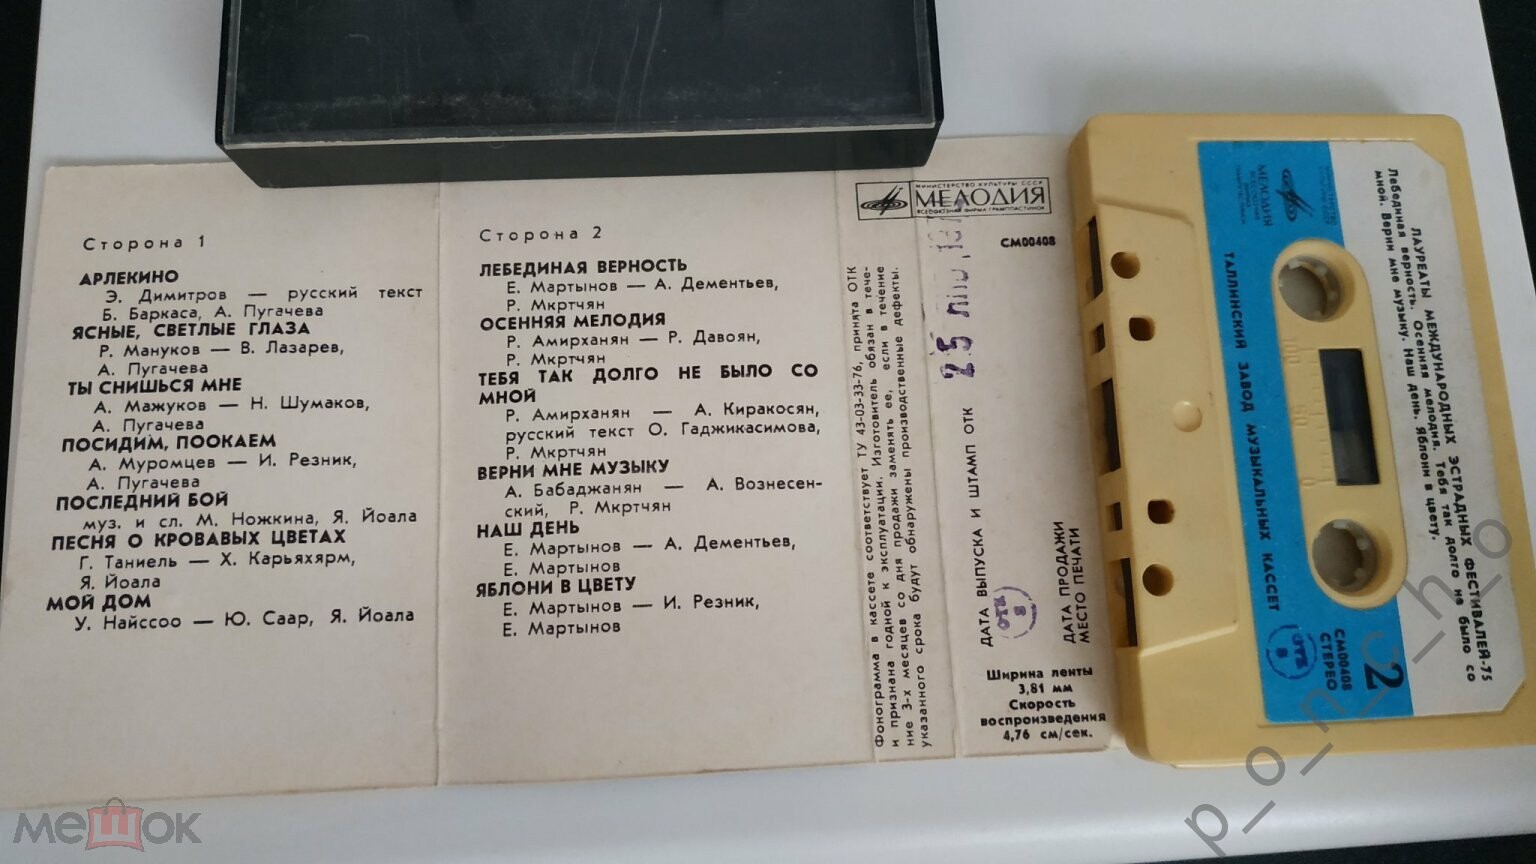 Сторона 1
АРЛЕКИНО
Э. Димитров — русский текст
Б. Баркаса, А. Пугачева
ЯСНЫЕ, СВЕТЛЫЕ ГЛАЗА
Р. Мануков — В. Лазарев,
А. Пугачева
ТЫ СНИШЬСЯ МНЕ
А. Мажуков — Н. Шумаков,
А. Пугачева
ПОСИДИМ, ПООКАЕМ
А. Муромцев — И. Резник,
А. Пугачева
ПОСЛЕДНИЙ БОЙ
муз. и сл. М. Ножкина, Я. Йоала
ПЕСНЯ О КРОВАВЫХ ЦВЕТАХ
Г. Таниель — Х. Карьяхярм,
Я. Йоала
МОЙ ДОМ
У. Найссоо — Ю. Саар, Я. Йоала
Сторона 2
ЛЕБЕДИНАЯ ВЕРНОСТЬ
Е. Мартынов — А. Дементьев,
Р. Мкртчян
ОСЕННЯЯ МЕЛОДИЯ
Р. Амирханян — Р. Давоян,
Р. Мкртчян
ТЕБЯ ТАК ДОЛГО НЕ БЫЛО СО
МНОЙ
Р. Амирханян — А. Киракосян,
русский текст О. Гаджикасимова,
Р. Мкртчян
ВЕРНИ МНЕ МУЗЫКУ
А. Бабаджанян — А. Вознесен-
ский, Р. Мкртчян
НАШ ДЕНЬ
Е. Мартынов — А. Дементьев,
Е. Мартынов
ЯБЛОНИ В ЦВЕТУ
Е. Мартынов — И. Резник,
Е. Мартынов
Фонограмма в кассете соответствует ТУ 43-03-33-76, принята ОТК
и признана годной к эксплуатации. Изготовитель обязан в тече-
ние 3-х месяцев со дня продажи заменять ее, если в течение
указанного срока будут обнаружены производственные дефекты.
МИНИСТЕРСТВО КУЛЬТУРЫ СССР
МЕЛОДИЯ
ВСЕСОЮЗНАЯ ФИРМА ГРАМПЛАСТИНОК
СМ00408
ДАТА ВЫПУСКА И ШТАМП ОТК
25
ДАТА ПРОДАЖИ
МЕСТО ПЕЧАТИ
Ширина ленты
3,81 мм
Скорость
воспроизведения
4,76 см/сек.
ЛАУРЕАТЫ МЕЖДУНАРОДНЫХ ЭСТРАДНЫХ ФЕСТИВАЛЕЙ-75
Лебединая верность. Осенняя мелодия. Тебя так долго не было со
мной. Верни мне музыку. Наш день. Яблони в цвету.
МЕЛОДИЯ
ТАЛЛИНСКИЙ ЗАВОД МУЗЫКАЛЬНЫХ КАССЕТ
2
СМ00408
СТЕРЕО
100
50
0
мешок
p_o_n_c_h_o